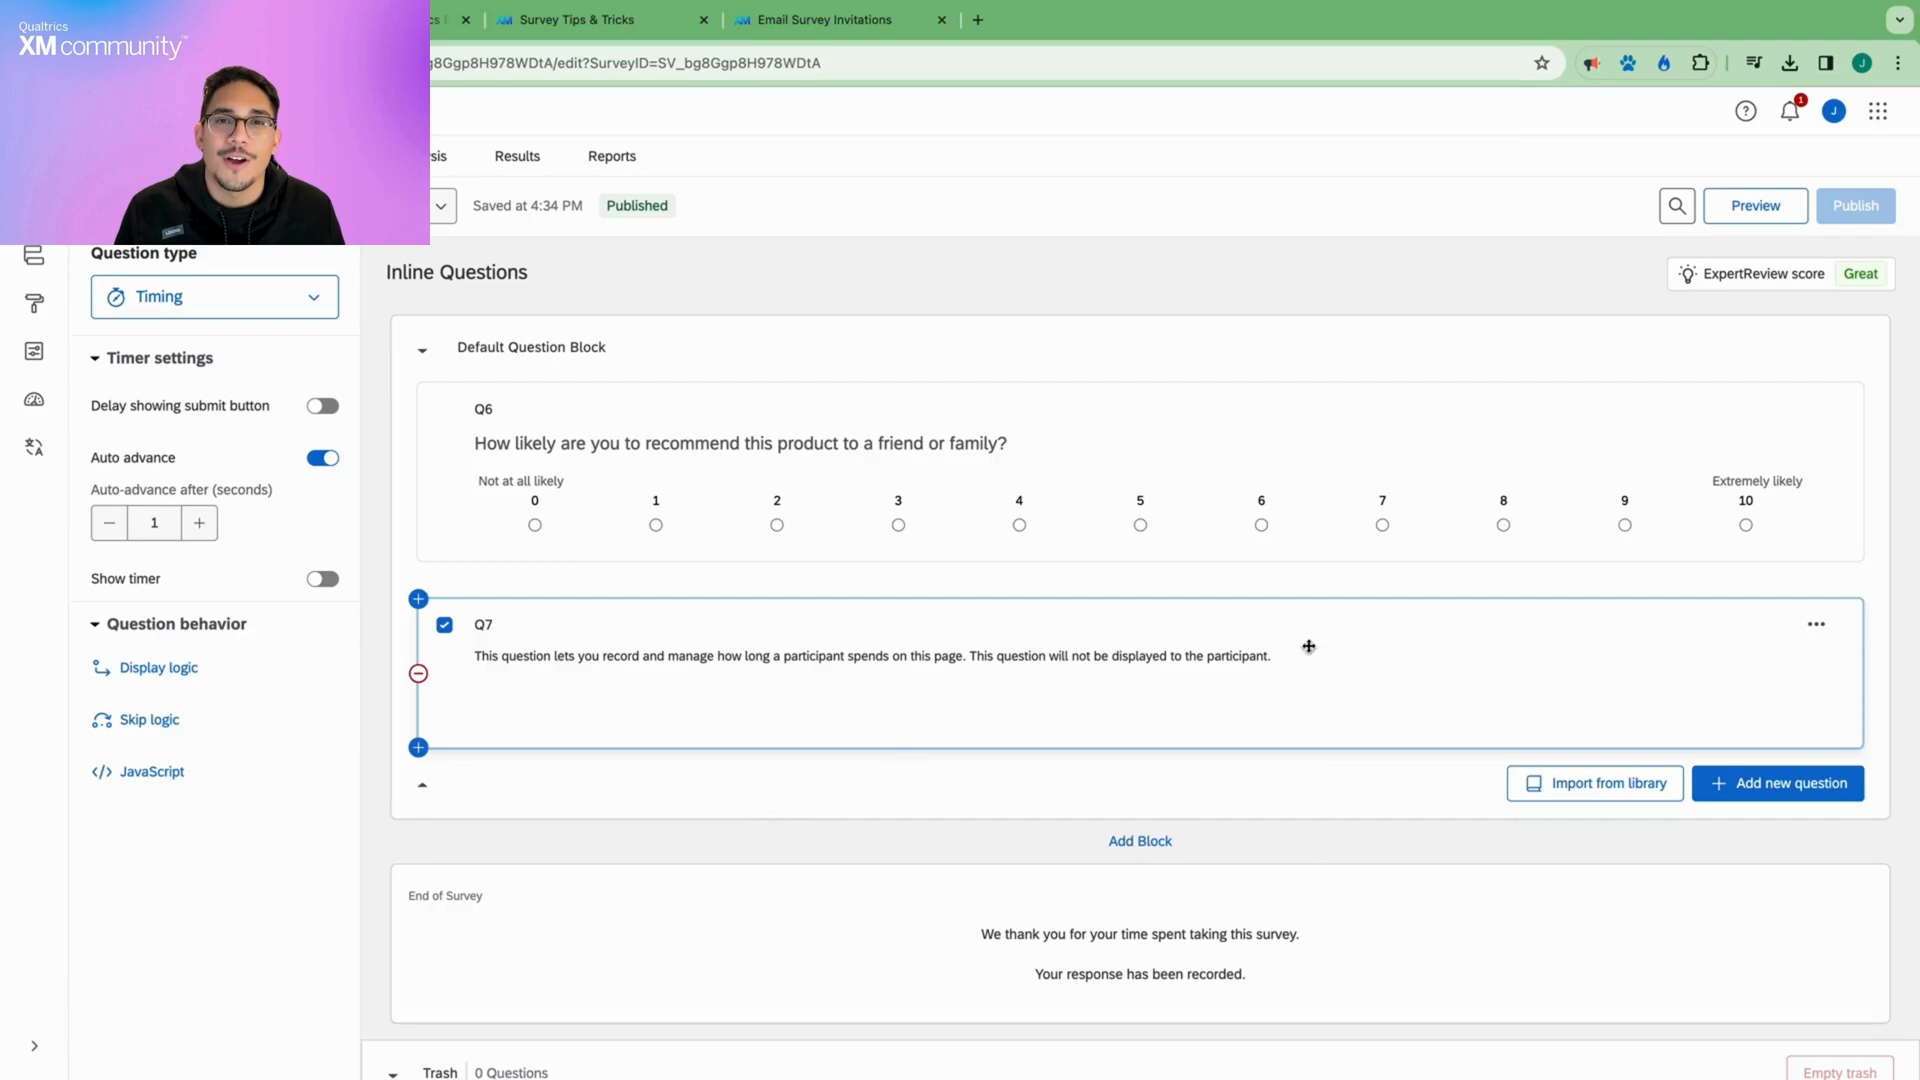 Qualtrics
XM community™
cs E
Survey Tips & Tricks
Email Survey Invitations
g8Ggp8H978WDtA/edit?SurveyID=SV_bg8Ggp8H978WDtA
J
1
J
sis
Results
Reports
Saved at 4:34 PM
Published
Preview
Publish
Question type
Timing
Timer settings
Delay showing submit button
Auto advance
Auto-advance after (seconds)
1
Show timer
Question behavior
Display logic
Skip logic
JavaScript
Inline Questions
ExpertReview score
Great
Default Question Block
Q6
How likely are you to recommend this product to a friend or family?
Not at all likely
Extremely likely
0 1 2 3 4 5 6 7 8 9 10
Q7
This question lets you record and manage how long a participant spends on this page. This question will not be displayed to the participant.
Import from library
Add new question
Add Block
End of Survey
We thank you for your time spent taking this survey.
Your response has been recorded.
Trash
0 Questions
Empty trash